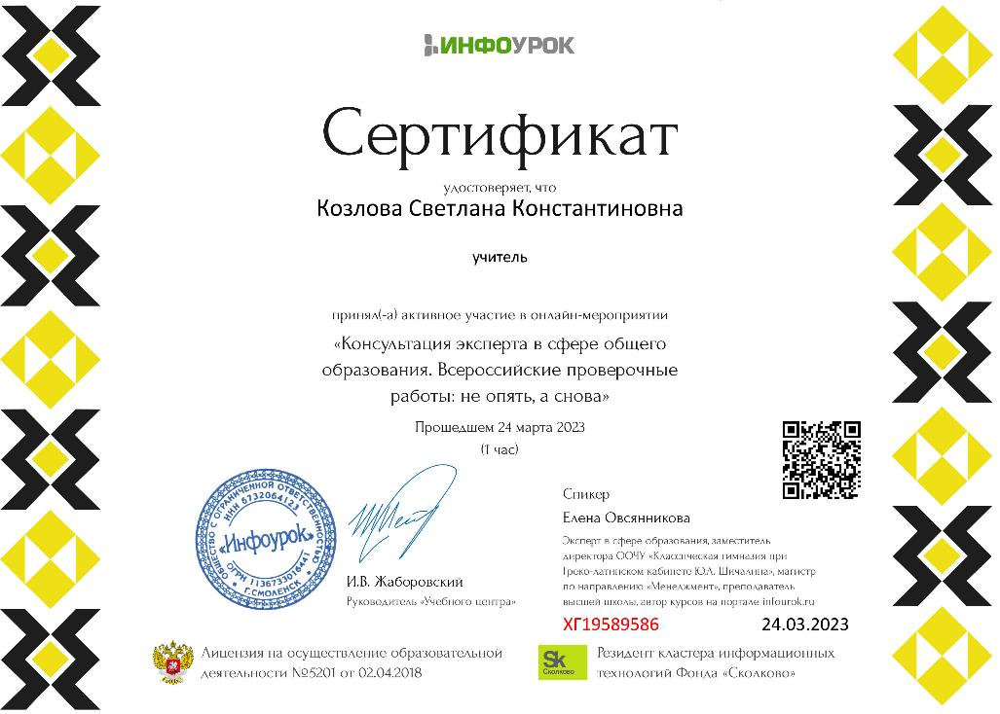 ИНФОУРОК
Сертификат
удостоверяет, что
Козлова Светлана Константиновна
учитель
принял(-а) активное участие в онлайн-мероприятии
«Консультация эксперта в сфере общего
образования. Всероссийские проверочные
работы: не опять, а снова»
Прошедшем 24 марта 2023
(1 час)
ОБЩЕСТВО С ОГРАНИЧЕННОЙ ОТВЕТСТВЕННОСТЬЮ
ИНН 6732064123
«Инфоурок»
ОГРН 1136733016441
Г.СМОЛЕНСК
И.В. Жаборовский
Руководитель «Учебного центра»
Спикер
Елена Овсянникова
Эксперт в сфере образования, заместитель
директора ООЧУ «Классическая гимназия при
Греко-латинском кабинете Ю.А. Шичалина», магистр
по направлению «Менеджмент», преподаватель
высшей школы, автор курсов на портале infourok.ru
ХГ19589586 24.03.2023
Лицензия на осуществление образовательной
деятельности №5201 от 02.04.2018
Sk
Сколково
Резидент кластера информационных
технологий Фонда «Сколково»